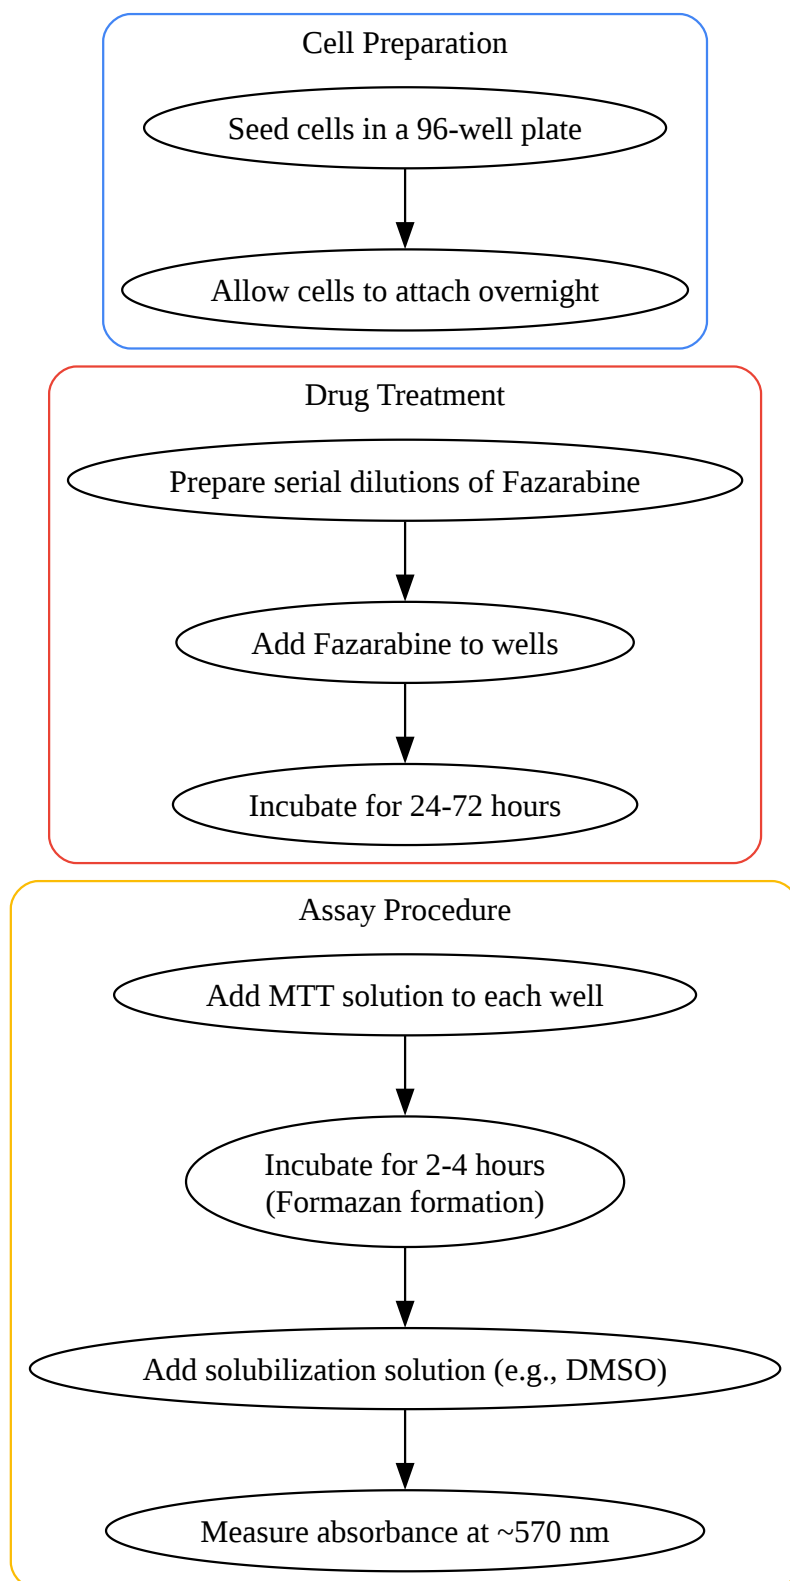 Cell Preparation
Seed cells in a 96-well plate
Allow cells to attach overnight
Drug Treatment
Prepare serial dilutions of Fazarabine
Add Fazarabine to wells
Incubate for 24-72 hours
Assay Procedure
Add MTT solution to each well
Incubate for 2-4 hours
(Formazan formation)
Add solubilization solution (e.g., DMSO)
Measure absorbance at ~570 nm